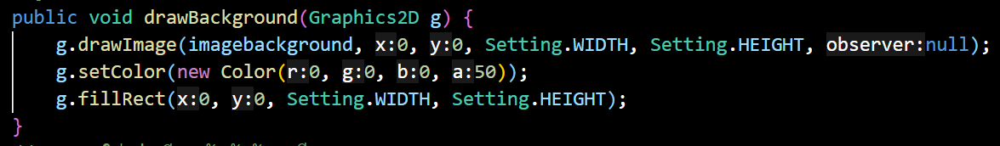 public void drawBackground(Graphics2D g) {
g.drawImage(imagebackground, x:0, y:0, Setting.WIDTH, Setting.HEIGHT, observer:null);
g.setColor(new Color(r:0, g:0, b:0, a:50));
g.fillRect(x:0, y:0, Setting.WIDTH, Setting.HEIGHT);
}